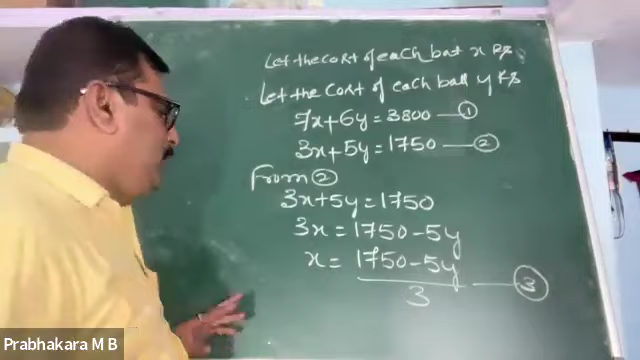 Let the cost of each bat x Rs
Let the cost of each ball y Rs
7x+6y=3800 —①
3x+5y=1750 —②
From ②
3x+5y=1750
3x = 1750-5y
x = 1750-5y
3 —③
Prabhakara M B